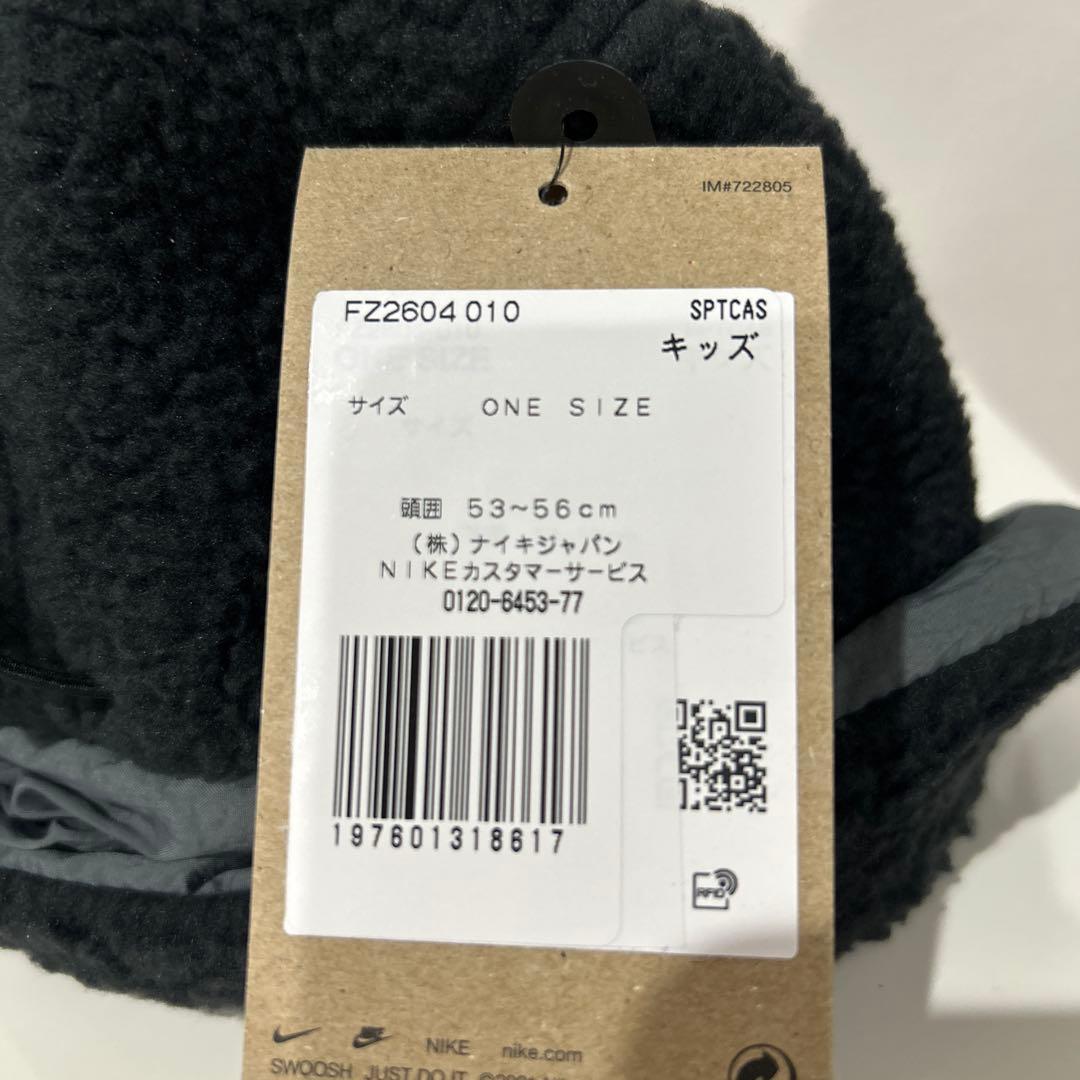 IM#722805
FZ2604 010
SPTCAS
キッズ
サイズ ONE SIZE
頭囲 53~56cm
(株)ナイキジャパン
NIKEカスタマーサービス
0120-6453-77
197601318617
RFID
NIKE nike.com
SWOOSH JUST DO IT